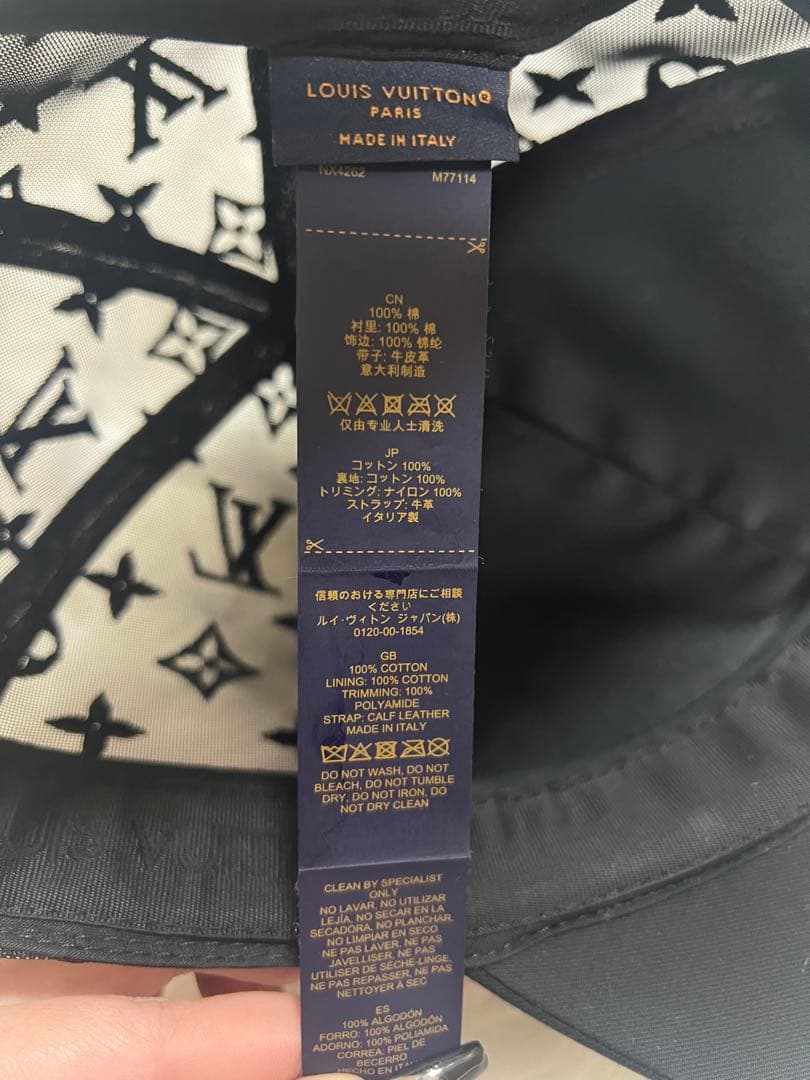 LOUIS VUITTON®
PARIS
MADE IN ITALY
NX4262 M77114
CN
100% 棉
衬里: 100% 棉
饰边: 100% 锦纶
带子: 牛皮革
意大利制造
仅由专业人士清洗
JP
コットン 100%
裏地: コットン 100%
トリミング: ナイロン 100%
ストラップ: 牛革
イタリア製
信頼のおける専門店にご相談
ください
ルイ・ヴィトン ジャパン(株)
0120-00-1854
GB
100% COTTON
LINING: 100% COTTON
TRIMMING: 100%
POLYAMIDE
STRAP: CALF LEATHER
MADE IN ITALY
DO NOT WASH, DO NOT
BLEACH, DO NOT TUMBLE
DRY, DO NOT IRON, DO
NOT DRY CLEAN
CLEAN BY SPECIALIST
ONLY
NO LAVAR, NO UTILIZAR
LEJÍA, NO SECAR EN LA
SECADORA, NO PLANCHAR,
NO LIMPIAR EN SECO
NE PAS LAVER, NE PAS
JAVELLISER, NE PAS
UTILISER DE SÈCHE-LINGE,
NE PAS REPASSER, NE PAS
NETTOYER À SEC
ES
100% ALGODÓN
FORRO: 100% ALGODÓN
ADORNO: 100% POLIAMIDA
CORREA: PIEL DE
BECERRO
HECHO EN ITAL